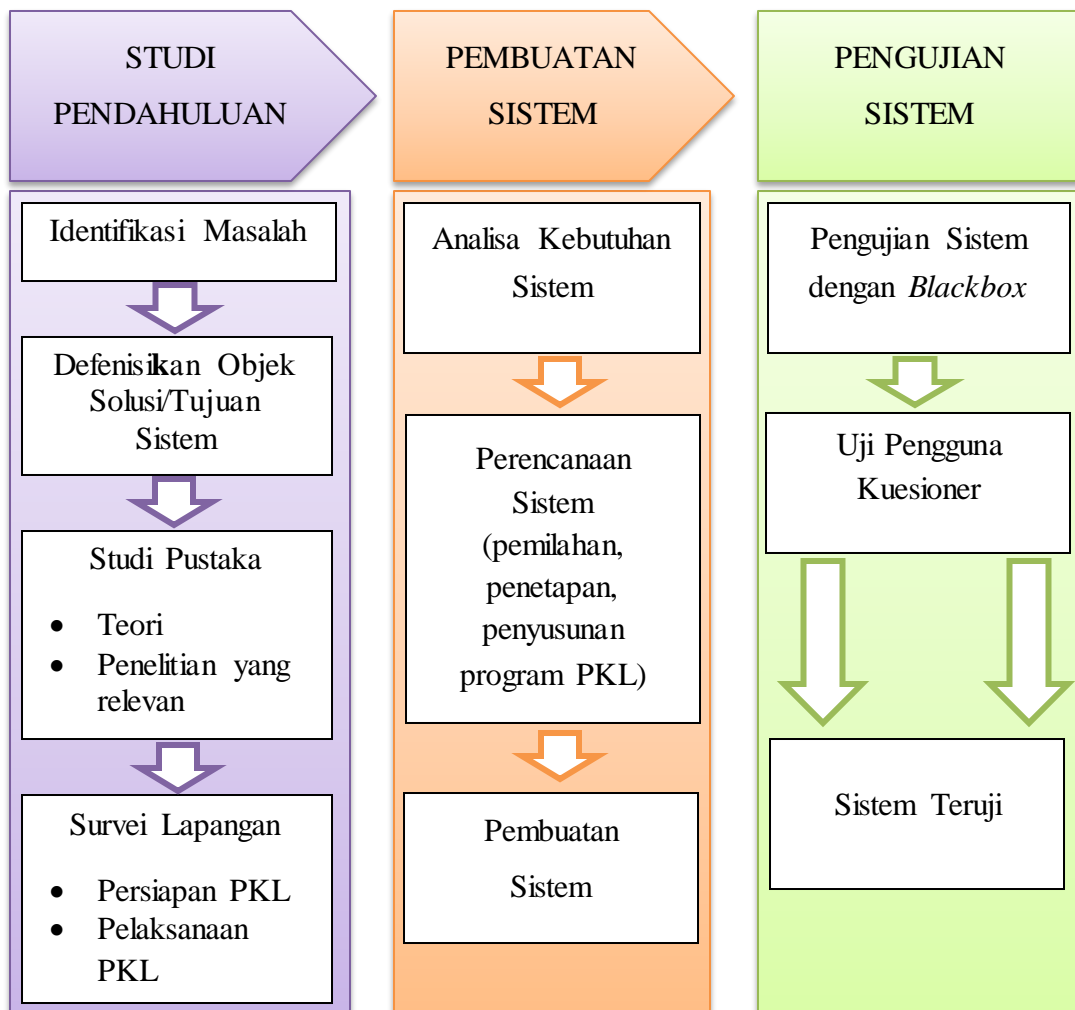 STUDI
PENDAHULUAN
Identifikasi Masalah
Defenisikan Objek
Solusi/Tujuan
Sistem
Studi Pustaka
• Teori
• Penelitian yang
relevan
Survei Lapangan
• Persiapan PKL
• Pelaksanaan
PKL
PEMBUATAN
SISTEM
Analisa Kebutuhan
Sistem
Perencanaan
Sistem
(pemilahan,
penetapan,
penyusunan
program PKL)
Pembuatan
Sistem
PENGUJIAN
SISTEM
Pengujian Sistem
dengan Blackbox
Uji Pengguna
Kuesioner
Sistem Teruji